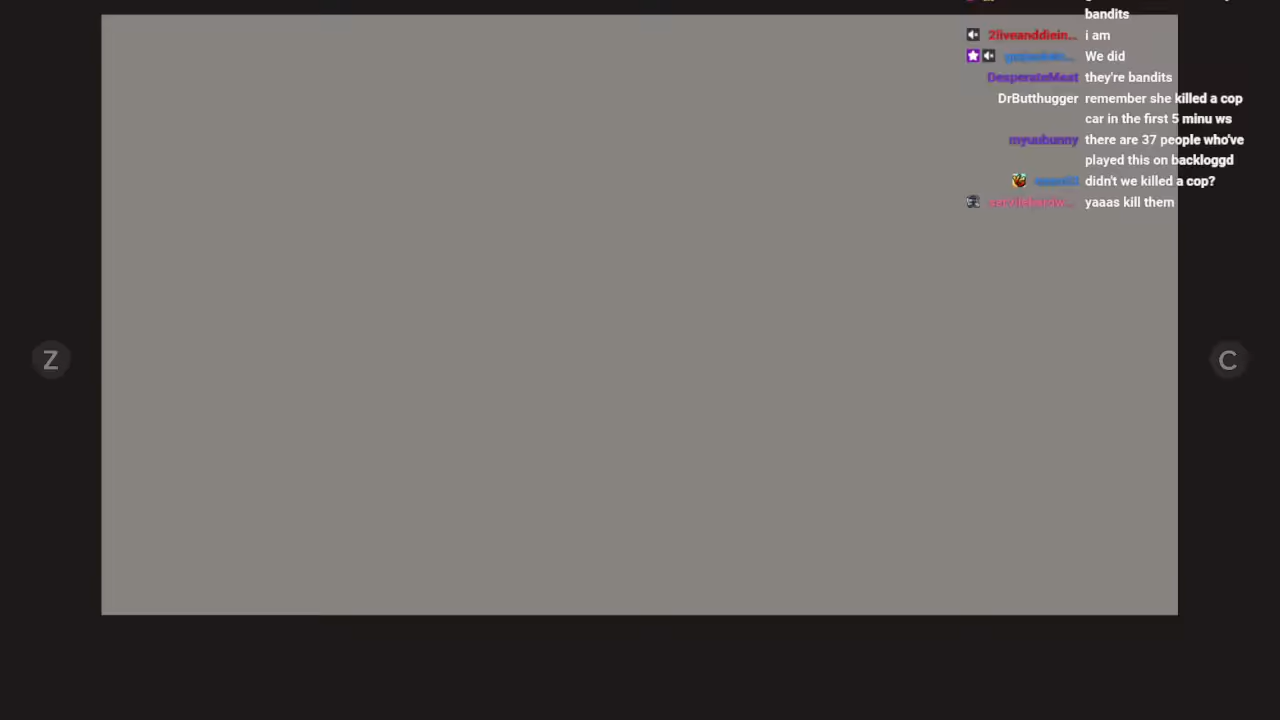 bandits
2liveanddiein... i am
We did
DesperateMeat they're bandits
DrButthugger remember she killed a cop
car in the first 5 minu ws
myuubunny there are 37 people who've
played this on backloggd
didn't we killed a cop?
yaaas kill them
Z
C